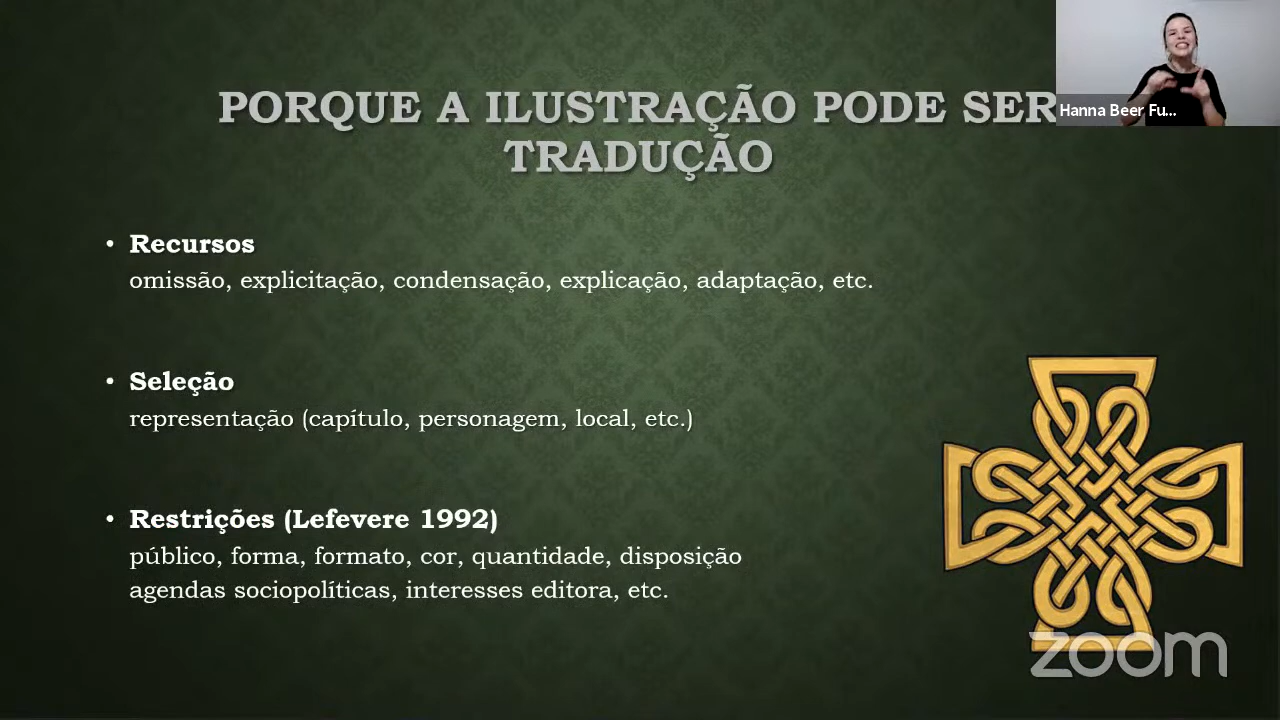 PORQUE A ILUSTRAÇÃO PODE SER
TRADUÇÃO
Hanna Beer Fu...
• Recursos
omissão, explicitação, condensação, explicação, adaptação, etc.
• Seleção
representação (capítulo, personagem, local, etc.)
• Restrições (Lefevere 1992)
público, forma, formato, cor, quantidade, disposição
agendas sociopolíticas, interesses editora, etc.
zoom